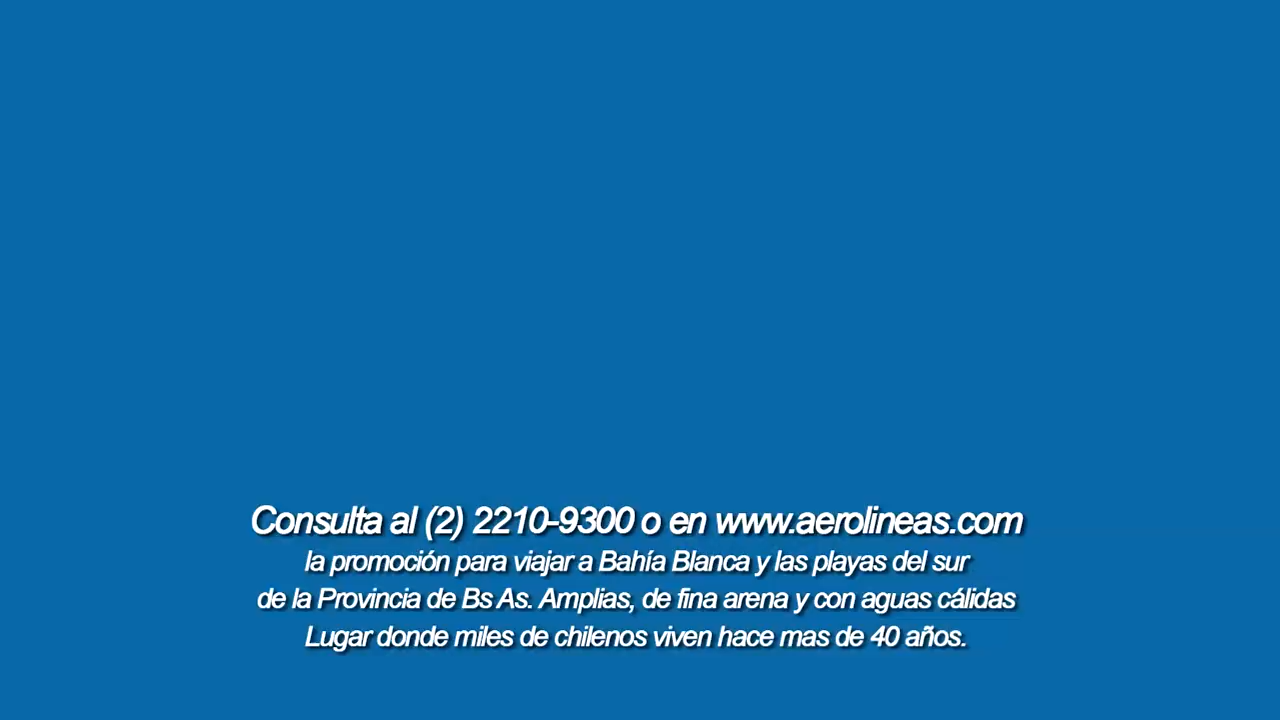 Consulta al (2) 2210-9300 o en www.aerolineas.com
la promoción para viajar a Bahía Blanca y las playas del sur
de la Provincia de Bs As. Amplias, de fina arena y con aguas cálidas
Lugar donde miles de chilenos viven hace mas de 40 años.